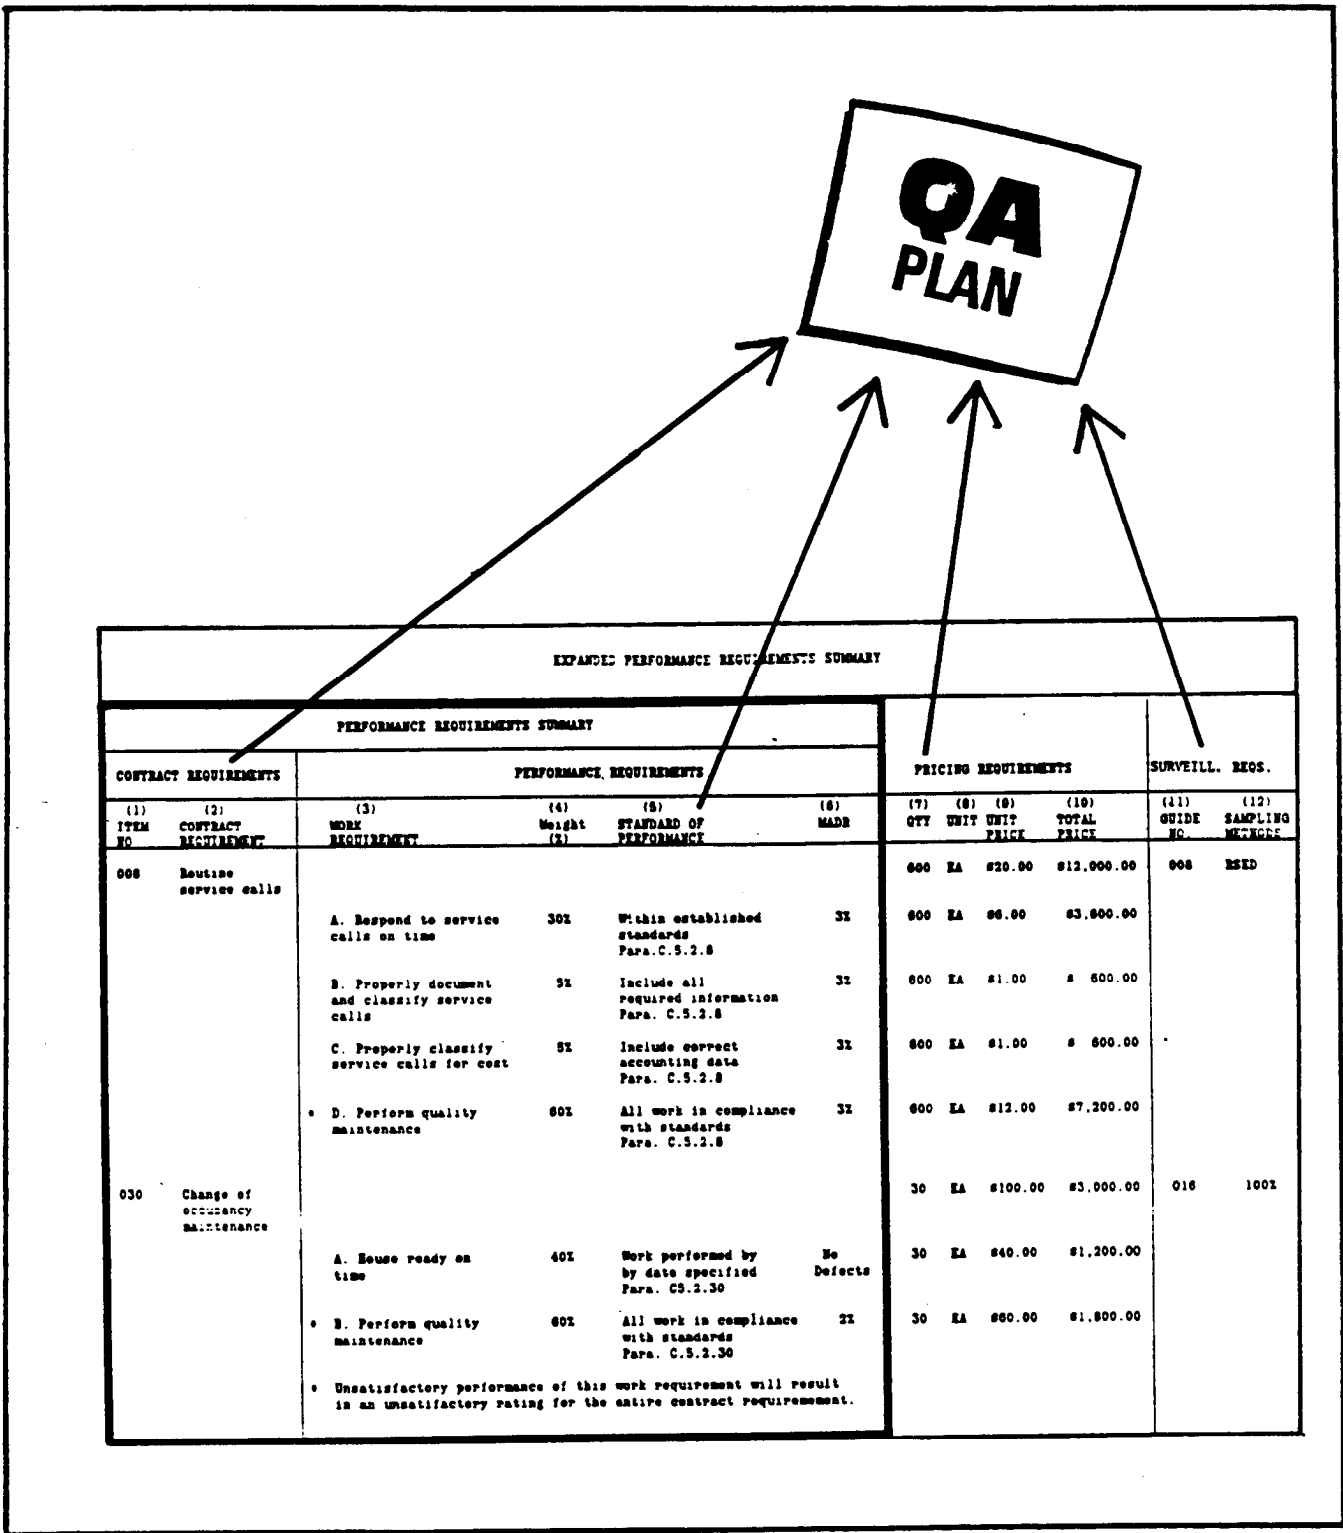 QA
PLAN
EXPANDED PERFORMANCE REQUIREMENTS SUMMARY
PERFORMANCE REQUIREMENTS SUMMARY
CONTRACT REQUIREMENTS PERFORMANCE REQUIREMENTS PRICING REQUIREMENTS SURVEILL. REQS.
(1) (2) (3) (4) (5) (6) (7) (8) (9) (10) (11) (12)
ITEM CONTRACT WORK Weight STANDARD OF MADR QTY UNIT UNIT TOTAL GUIDE SAMPLING
NO REQUIREMENT REQUIREMENT (%) PERFORMANCE PRICE PRICE NO. METHODS
008 Routine 600 EA $20.00 $12,000.00 008 RSED
service calls
A. Respond to service 30% Within established 3% 600 EA $6.00 $3,600.00
calls on time standards
Para.C.5.2.8
B. Properly document 5% Include all 3% 600 EA $1.00 $ 600.00
and classify service required information
calls Para. C.5.2.8
C. Properly classify 5% Include correct 3% 600 EA $1.00 $ 600.00
service calls for cost accounting data
Para. C.5.2.8
* D. Perform quality 60% All work in compliance 3% 600 EA $12.00 $7,200.00
maintenance with standards
Para. C.5.2.8
030 Change of 30 EA $100.00 $3,000.00 016 100%
occupancy
maintenance
A. House ready on 40% Work performed by No 30 EA $40.00 $1,200.00
time by date specified Defects
Para. C5.2.30
* B. Perform quality 60% All work in compliance 2% 30 EA $60.00 $1,800.00
maintenance with standards
Para. C.5.2.30
* Unsatisfactory performance of this work requirement will result
in an unsatifactory rating for the entire contract requiremement.